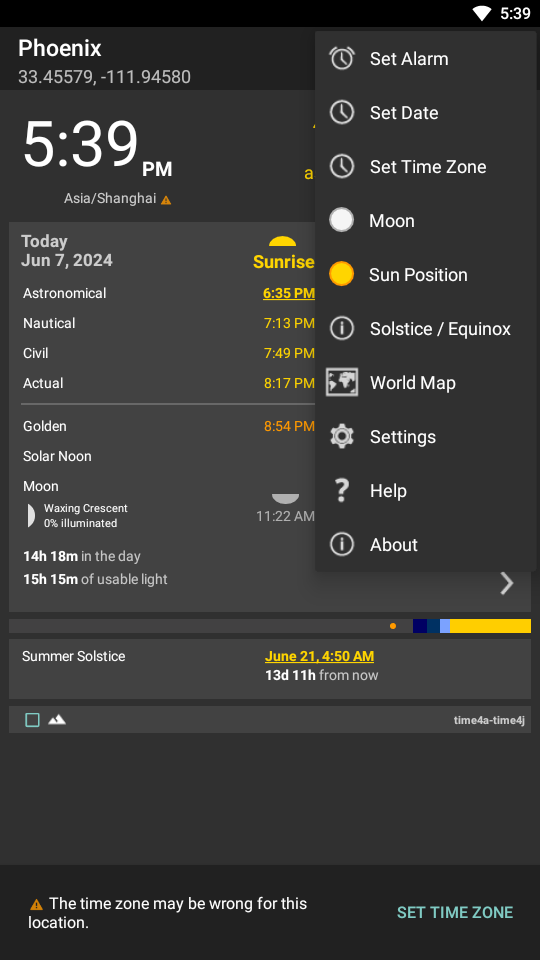 5:39
Phoenix
33.45579, -111.94580
5:39 PM
a
Asia/Shanghai
Today
Jun 7, 2024
Sunrise
Astronomical 6:35 PM
Nautical 7:13 PM
Civil 7:49 PM
Actual 8:17 PM
Golden 8:54 PM
Solar Noon
Moon
Waxing Crescent
0% illuminated
11:22 AM
14h 18m in the day
15h 15m of usable light
Set Alarm
Set Date
Set Time Zone
Moon
Sun Position
Solstice / Equinox
World Map
Settings
Help
About
Summer Solstice June 21, 4:50 AM
13d 11h from now
time4a-time4j
The time zone may be wrong for this
location.
SET TIME ZONE